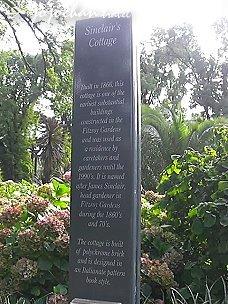 Sinclair's
Cottage
Built in 1866, this
cottage is one of the
earliest substantial
buildings
constructed in the
Fitzroy Gardens
and was used as
a residence by
caretakers and
gardeners until the
1990's. It is named
after James Sinclair,
head gardener in
Fitzroy Gardens
during the 1860's
and 70's.
The cottage is built
of polychrome brick
and is designed in
an Italianate pattern
book style.